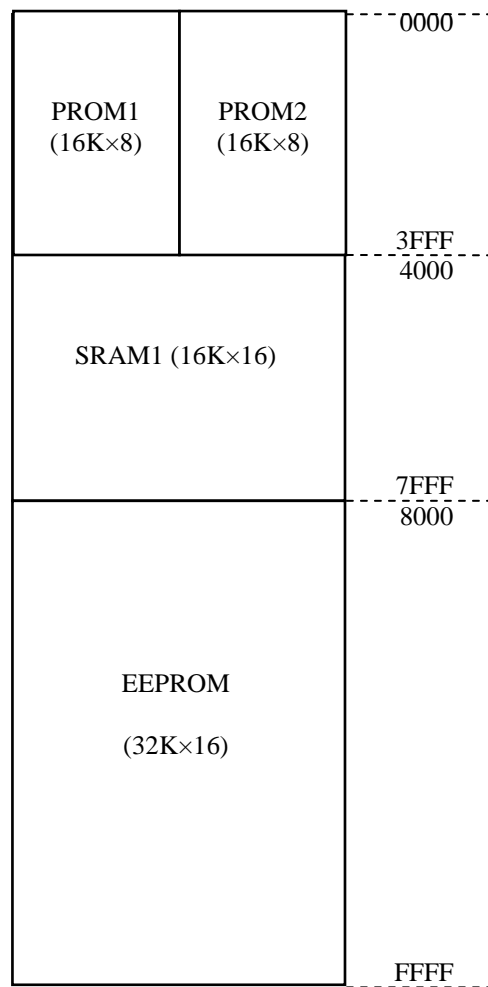 0000
PROM1
(16K×8)
PROM2
(16K×8)
3FFF
4000
SRAM1 (16K×16)
7FFF
8000
EEPROM
(32K×16)
FFFF